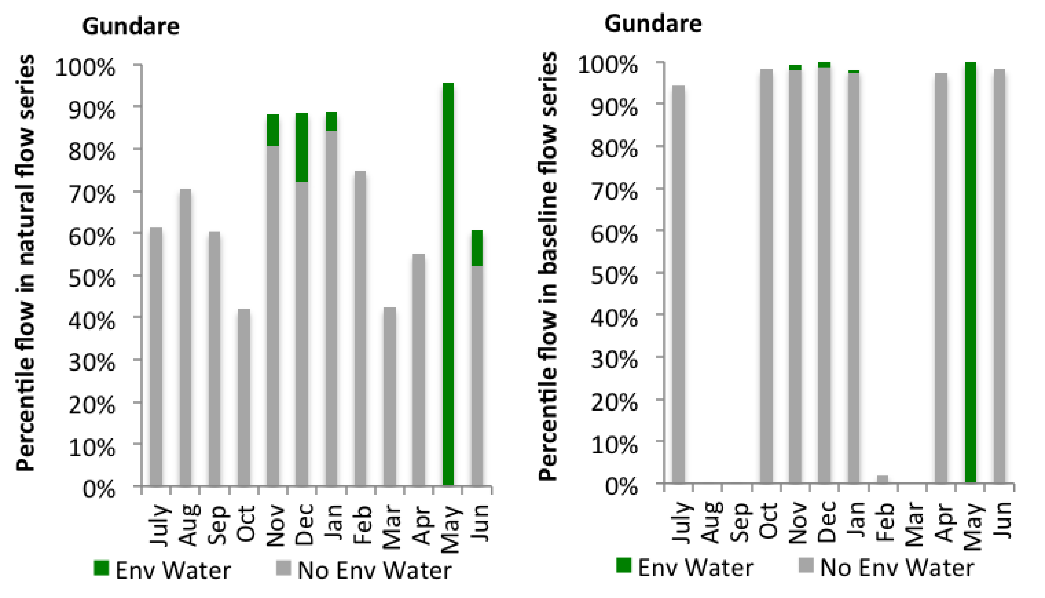 Gundare
Percentile flow in natural flow series
100%
90%
80%
70%
60%
50%
40%
30%
20%
10%
0%
July Aug Sep Oct Nov Dec Jan Feb Mar Apr May Jun
Env Water No Env Water
Gundare
Percentile flow in baseline flow series
100%
90%
80%
70%
60%
50%
40%
30%
20%
10%
0%
July Aug Sep Oct Nov Dec Jan Feb Mar Apr May Jun
Env Water No Env Water